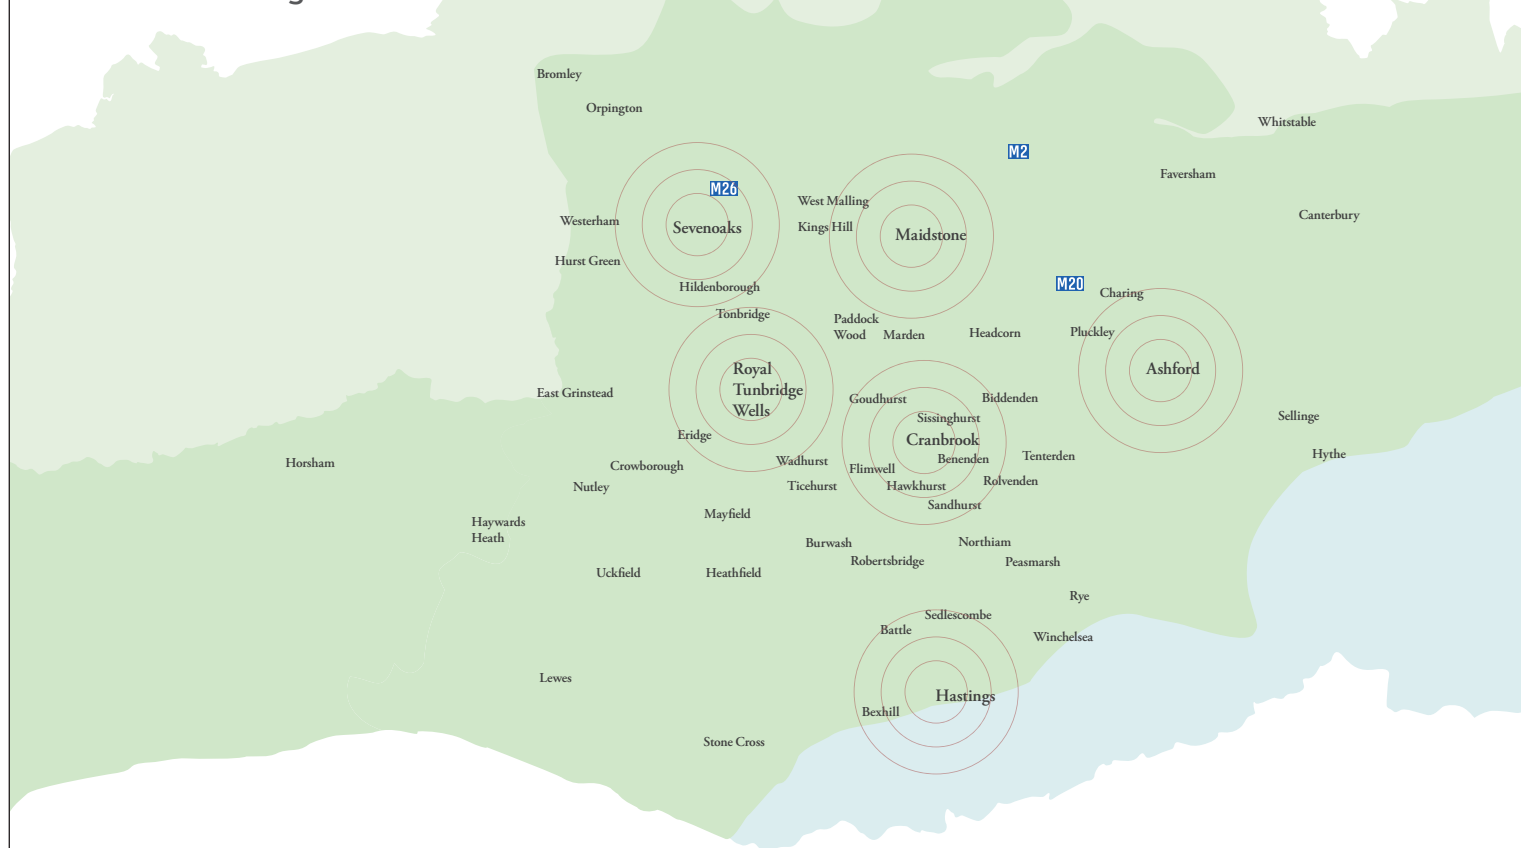 Bromley
Orpington
Whitstable
M2
Faversham
M26
West Malling
Canterbury
Westerham
Sevenoaks
Kings Hill
Maidstone
Hurst Green
Hildenborough
M20
Charing
Tonbridge
Paddock
Wood
Marden
Headcorn
Pluckley
Royal
Tunbridge
Wells
Ashford
East Grinstead
Goudhurst
Biddenden
Sissinghurst
Sellinge
Eridge
Cranbrook
Horsham
Crowborough
Wadhurst
Flimwell
Benenden
Tenterden
Hythe
Nutley
Ticehurst
Hawkhurst
Rolvenden
Sandhurst
Mayfield
Haywards
Heath
Burwash
Northiam
Robertsbridge
Peasmarsh
Uckfield
Heathfield
Rye
Sedlescombe
Battle
Winchelsea
Lewes
Hastings
Bexhill
Stone Cross